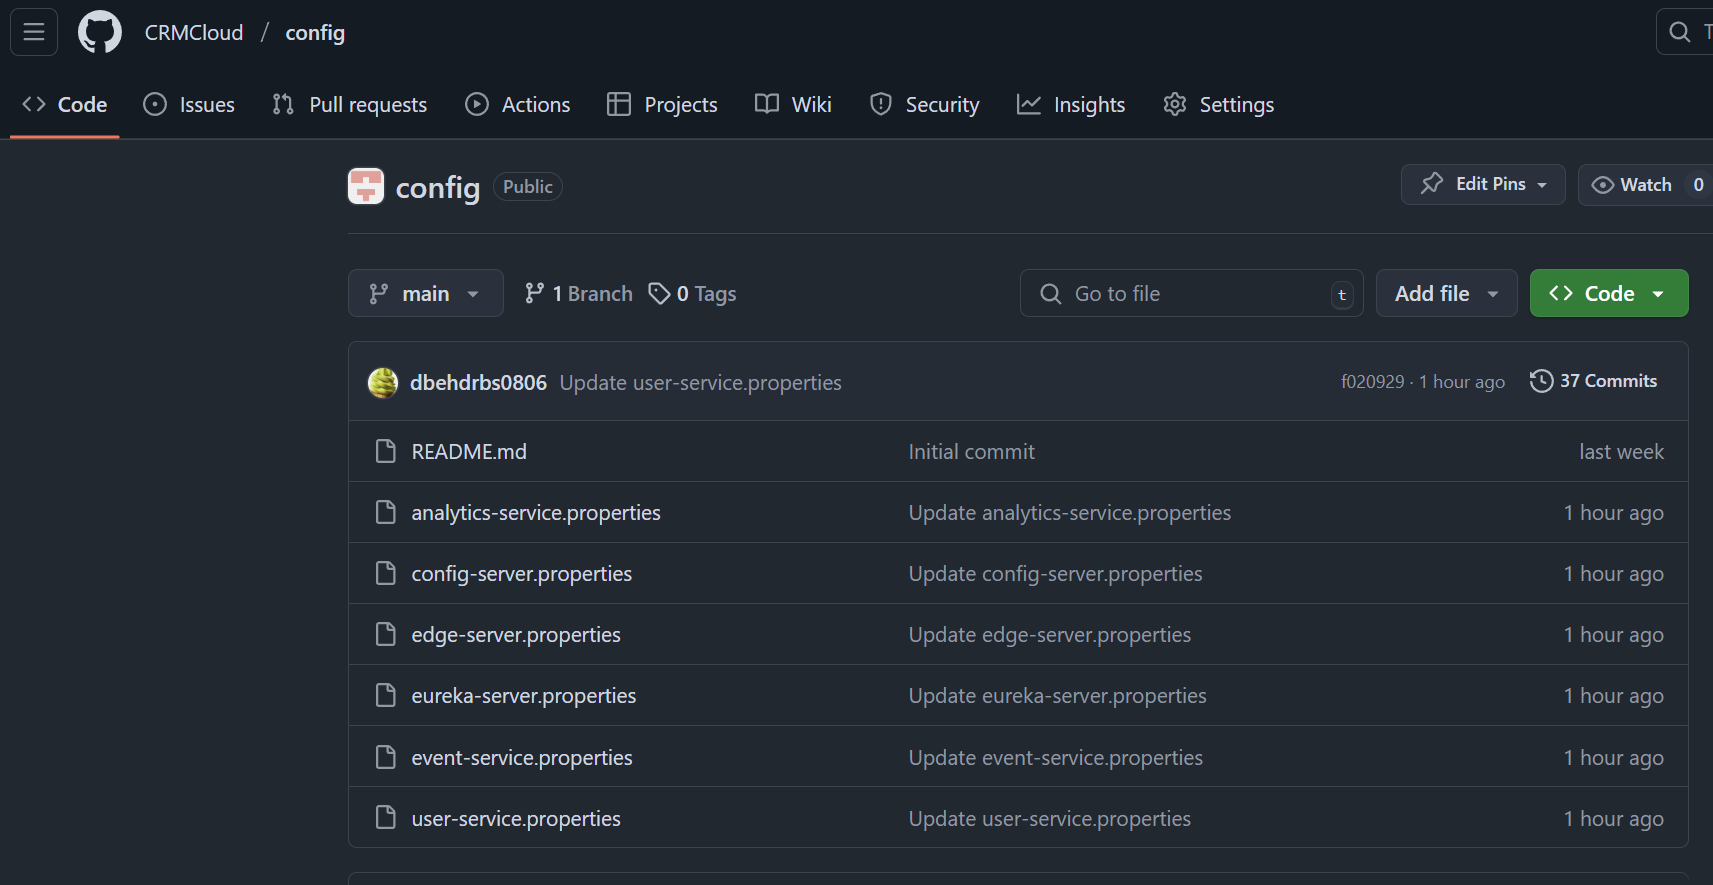 CRMCloud / config
T
Code Issues Pull requests Actions Projects Wiki Security Insights Settings
config Public
Edit Pins Watch 0
main 1 Branch 0 Tags
Go to file t Add file Code
dbehdrbs0806 Update user-service.properties f020929 · 1 hour ago 37 Commits
README.md Initial commit last week
analytics-service.properties Update analytics-service.properties 1 hour ago
config-server.properties Update config-server.properties 1 hour ago
edge-server.properties Update edge-server.properties 1 hour ago
eureka-server.properties Update eureka-server.properties 1 hour ago
event-service.properties Update event-service.properties 1 hour ago
user-service.properties Update user-service.properties 1 hour ago